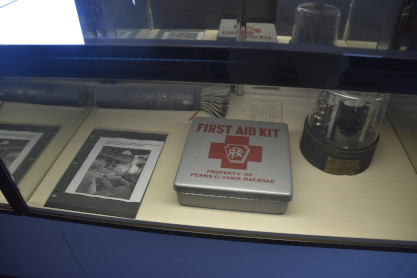 FIRST AID KIT
PRR
PROPERTY OF
PENNSYLVANIA RAILROAD